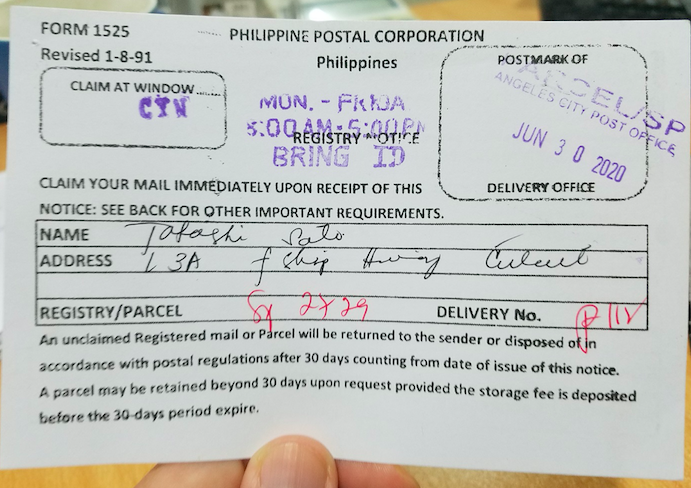 FORM 1525
PHILIPPINE POSTAL CORPORATION
Revised 1-8-91
Philippines
POSTMARK OF
CLAIM AT WINDOW
MON. - FRIDA
5:00 PM
REGISTRY NOTICE
BRING ID
ANGEL/SP
ANGELES CITY POST OFFICE
JUN 30 2020
DELIVERY OFFICE
CLAIM YOUR MAIL IMMEDIATELY UPON RECEIPT OF THIS
NOTICE: SEE BACK FOR OTHER IMPORTANT REQUIREMENTS.
NAME Takashi Sato
ADDRESS
REGISTRY/PARCEL
DELIVERY No.
An unclaimed Registered mail or Parcel will be returned to the sender or disposed of in
accordance with postal regulations after 30 days counting from date of issue of this notice.
A parcel may be retained beyond 30 days upon request provided the storage fee is deposited
before the 30-days period expire.